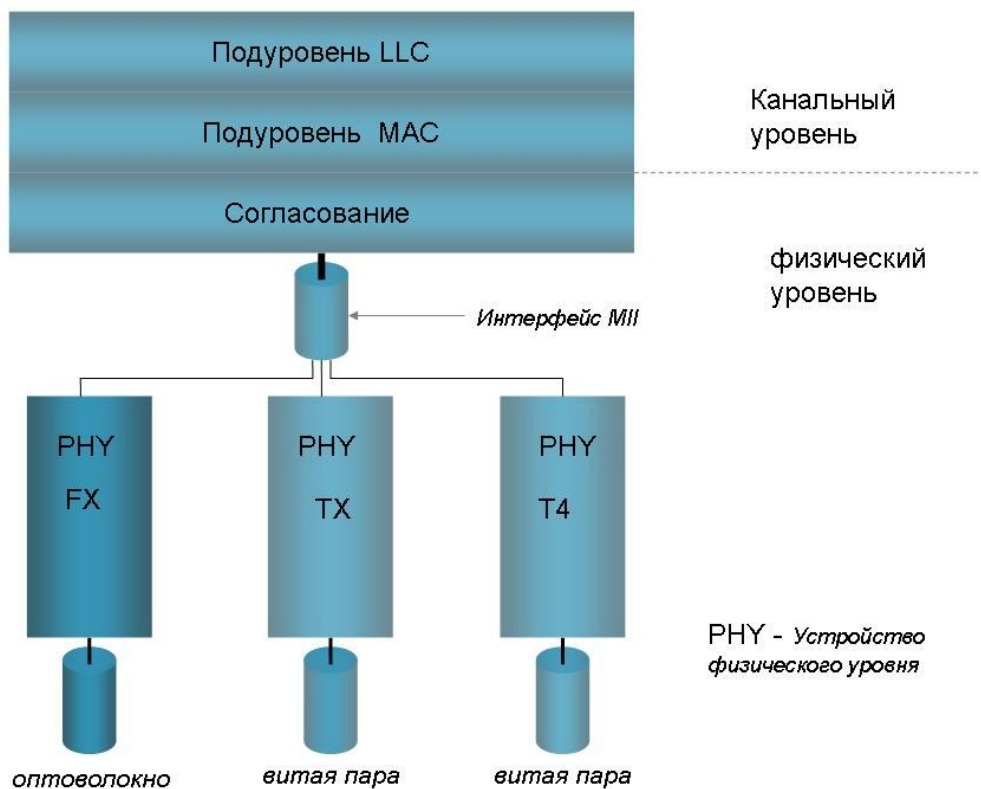 Подуровень LLC
Подуровень MAC
Канальный
уровень
Согласование
физический
уровень
Интерфейс MII
PHY
FX
PHY
TX
PHY
T4
PHY - Устройство
физического уровня
оптоволокно
витая пара
витая пара